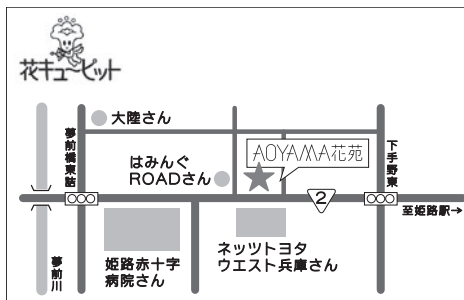 花キューピット
大陸さん
夢前橋東詰
はみんぐ
ROADさん
AOYAMA花苑
下手野東
2
至姫路駅→
夢前川
姫路赤十字
病院さん
ネッツトヨタ
ウエスト兵庫さん